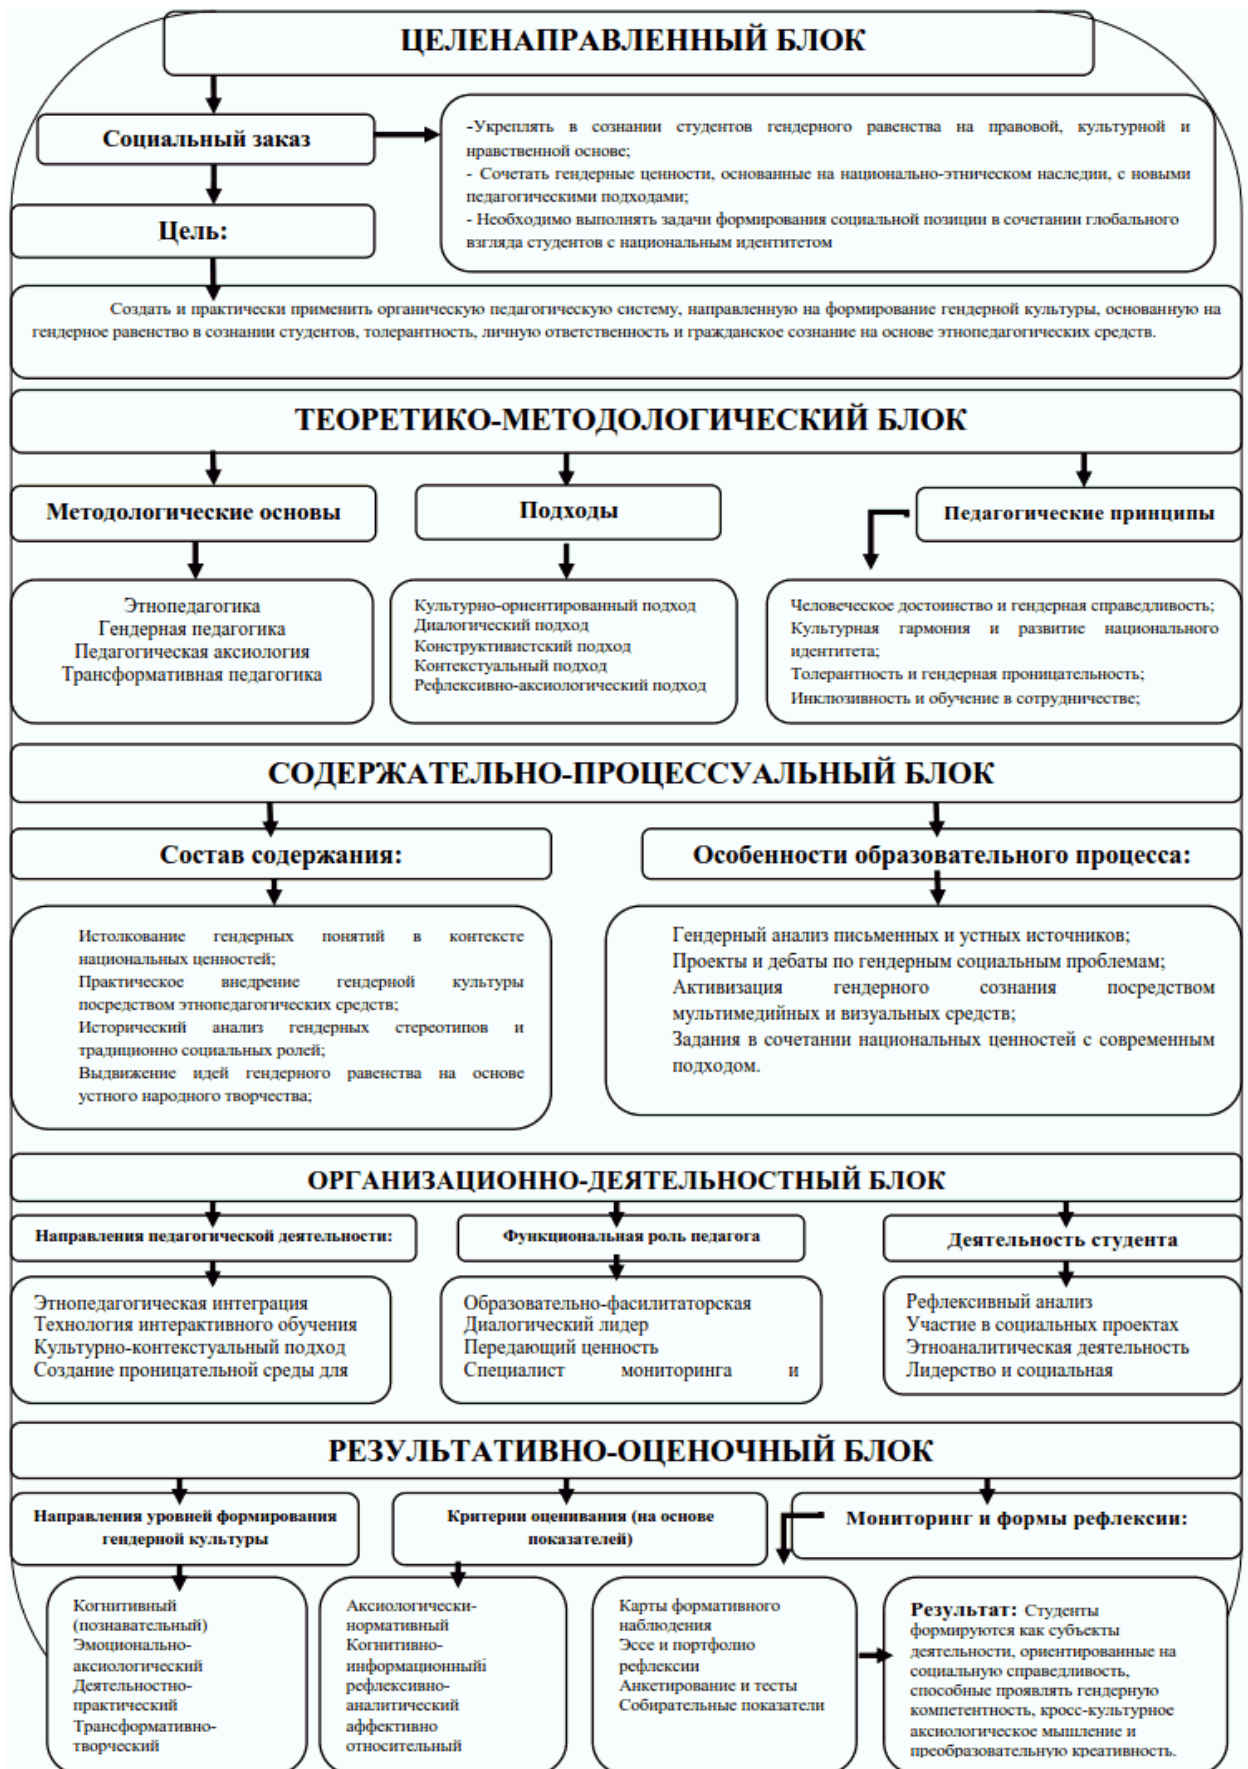 ЦЕЛЕНАПРАВЛЕННЫЙ БЛОК
Социальный заказ
-Укреплять в сознании студентов гендерного равенства на правовой, культурной и
нравственной основе;
- Сочетать гендерные ценности, основанные на национально-этническом наследии, с новыми
педагогическими подходами;
- Необходимо выполнять задачи формирования социальной позиции в сочетании глобального
взгляда студентов с национальным идентитетом
Цель:
Создать и практически применить органическую педагогическую систему, направленную на формирование гендерной культуры, основанную на
гендерное равенство в сознании студентов, толерантность, личную ответственность и гражданское сознание на основе этнопедагогических средств.
ТЕОРЕТИКО-МЕТОДОЛОГИЧЕСКИЙ БЛОК
Методологические основы
Этнопедагогика
Гендерная педагогика
Педагогическая аксиология
Трансформативная педагогика
Подходы
Культурно-ориентированный подход
Диалогический подход
Конструктивистский подход
Контекстуальный подход
Рефлексивно-аксиологический подход
Педагогические принципы
Человеческое достоинство и гендерная справедливость;
Культурная гармония и развитие национального
идентитета;
Толерантность и гендерная проницательность;
Инклюзивность и обучение в сотрудничестве;
СОДЕРЖАТЕЛЬНО-ПРОЦЕССУАЛЬНЫЙ БЛОК
Состав содержания:
Истолкование гендерных понятий в контексте
национальных ценностей;
Практическое внедрение гендерной культуры
посредством этнопедагогических средств;
Исторический анализ гендерных стереотипов и
традиционно социальных ролей;
Выдвижение идей гендерного равенства на основе
устного народного творчества;
Особенности образовательного процесса:
Гендерный анализ письменных и устных источников;
Проекты и дебаты по гендерным социальным проблемам;
Активизация гендерного сознания посредством
мультимедийных и визуальных средств;
Задания в сочетании национальных ценностей с современным
подходом.
ОРГАНИЗАЦИОННО-ДЕЯТЕЛЬНОСТНЫЙ БЛОК
Направления педагогической деятельности:
Этнопедагогическая интеграция
Технология интерактивного обучения
Культурно-контекстуальный подход
Создание проницательной среды для
Функциональная роль педагога
Образовательно-фасилитаторская
Диалогический лидер
Передающий ценность
Специалист мониторинга и
Деятельность студента
Рефлексивный анализ
Участие в социальных проектах
Этноаналитическая деятельность
Лидерство и социальная
РЕЗУЛЬТАТИВНО-ОЦЕНОЧНЫЙ БЛОК
Направления уровней формирования
гендерной культуры
Когнитивный
(познавательный)
Эмоционально-
аксиологический
Деятельностно-
практический
Трансформативно-
творческий
Критерии оценивания (на основе
показателей)
Аксиологически-
нормативный
Когнитивно-
информационныйi
рефлексивно-
аналитический
аффективно
относительный
Мониторинг и формы рефлексии:
Карты формативного
наблюдения
Эссе и портфолио
рефлексии
Анкетирование и тесты
Собирательные показатели
Результат: Студенты
формируются как субъекты
деятельности, ориентированные на
социальную справедливость,
способные проявлять гендерную
компетентность, кросс-культурное
аксиологическое мышление и
преобразовательную креативность.